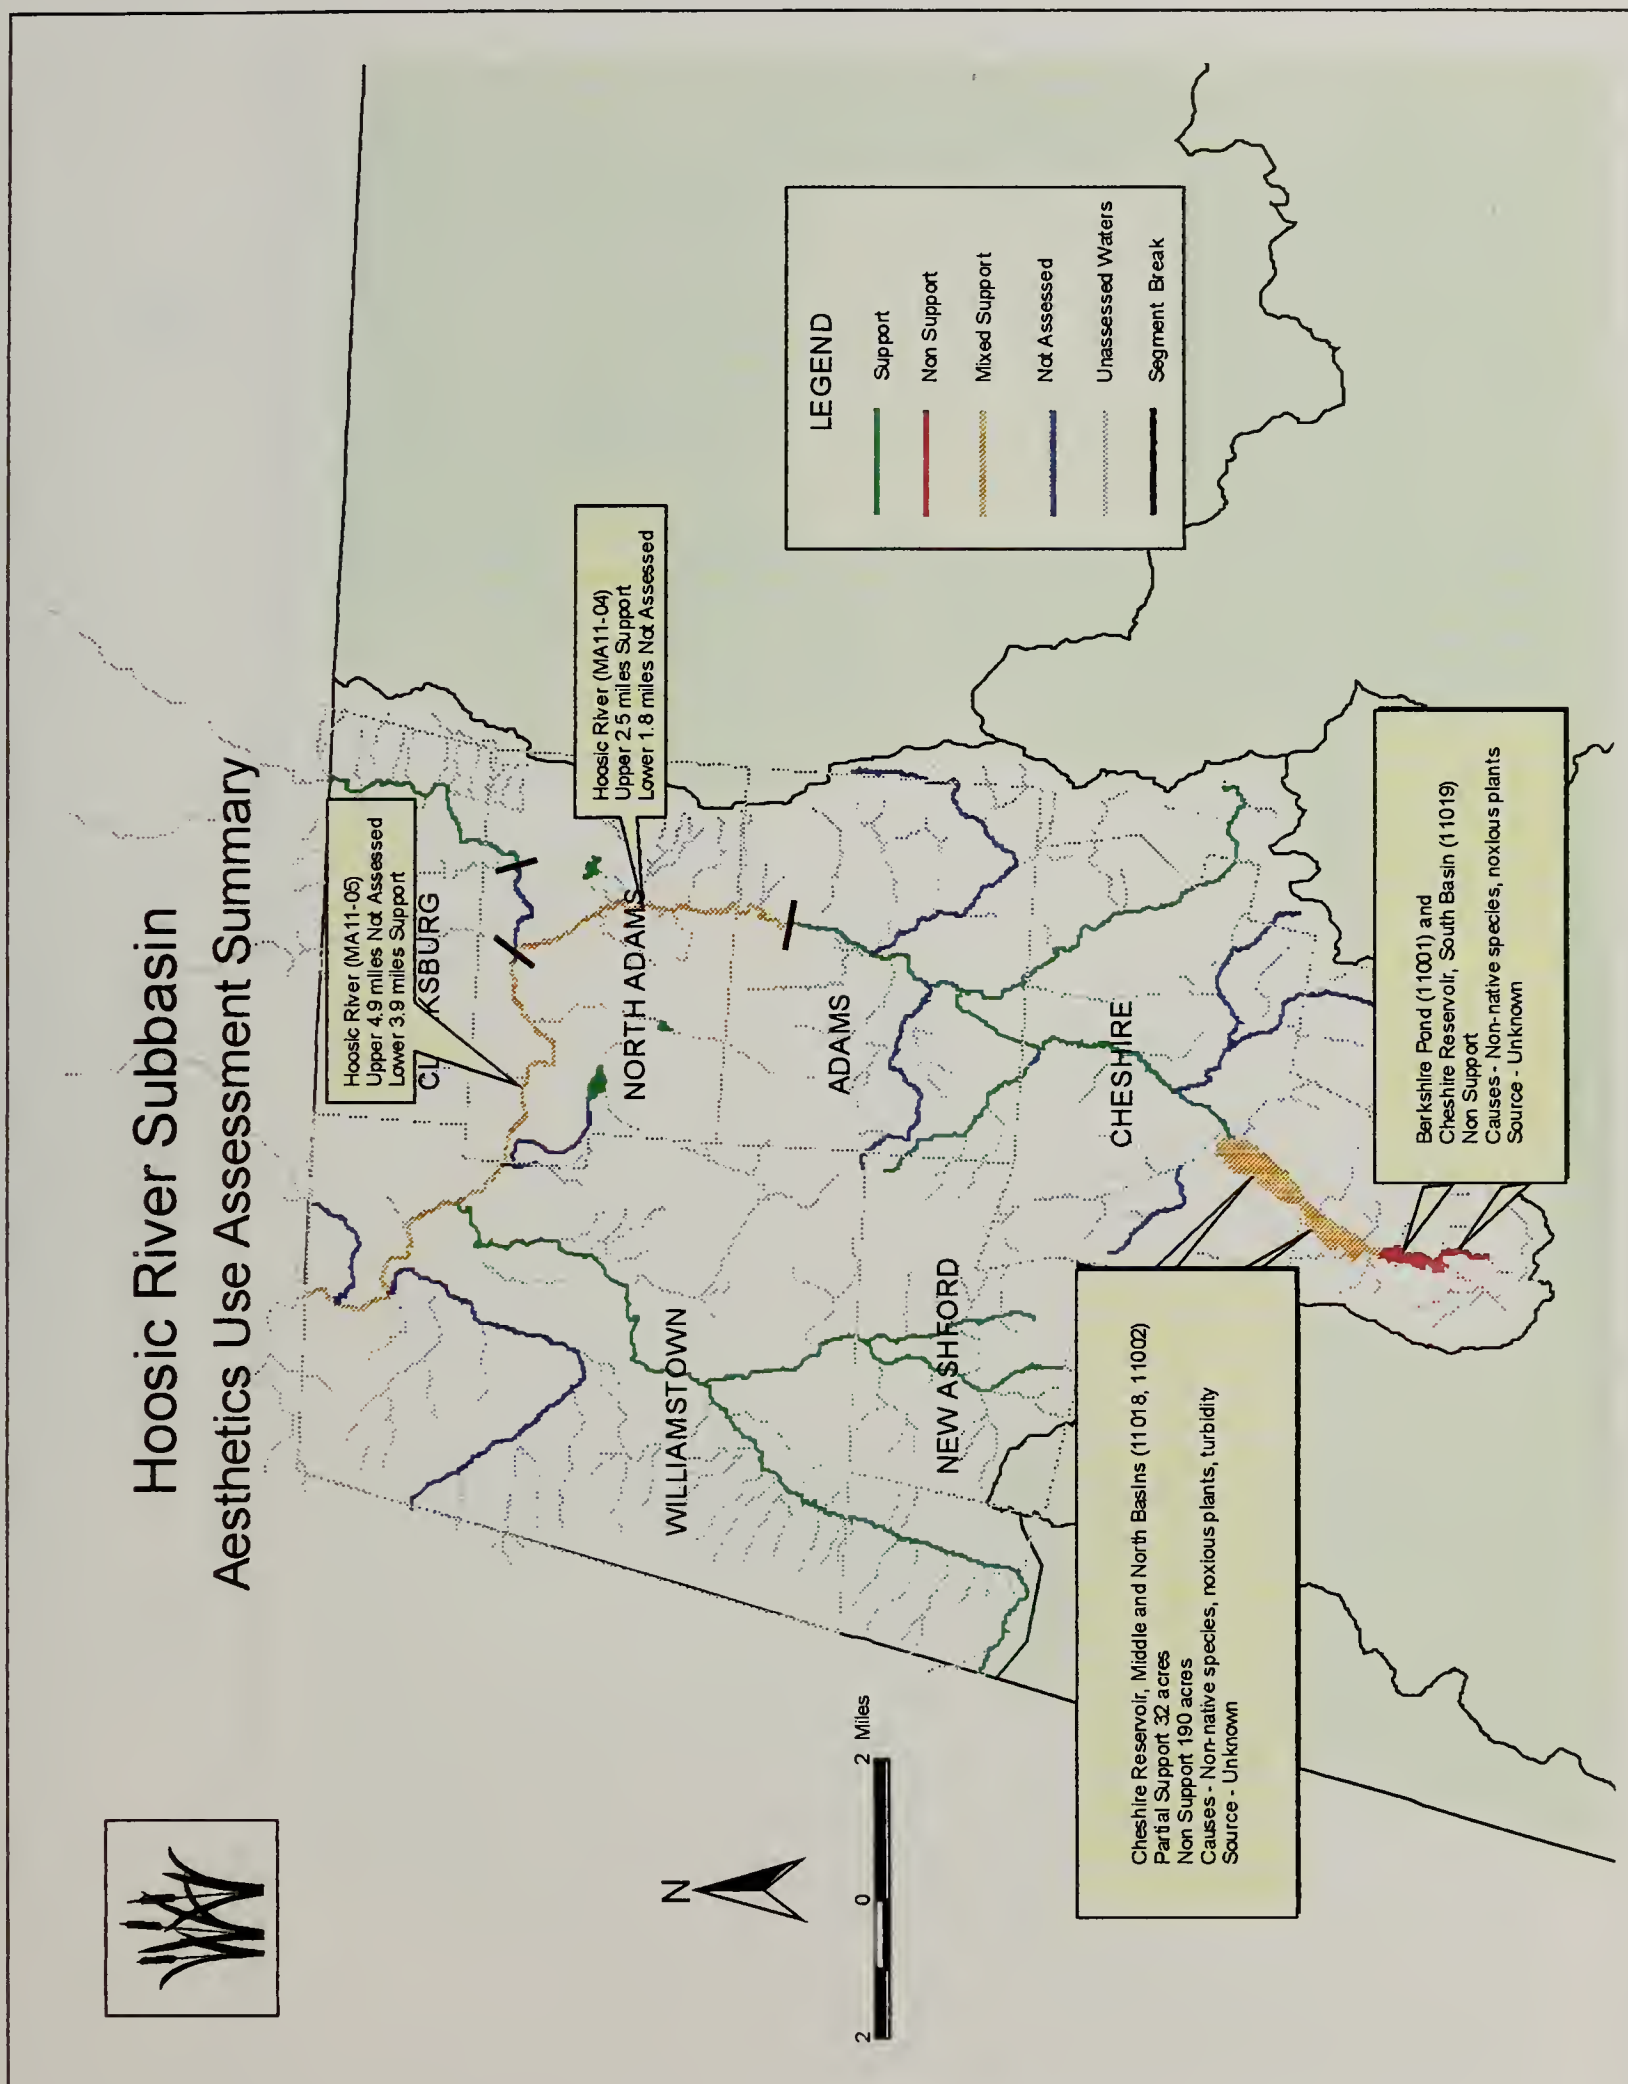 Hoosic River Subbasin
Aesthetics Use Assessment Summary
Hoosic River (MA11-05)
Upper 4.9 miles Not Assessed
Lower 3.9 miles Support
CL KSBURG
Hoosic River (MA11-04)
Upper 2.5 miles Support
Lower 1.8 miles Not Assessed
NORTH ADAMS
WILLIAMSTOWN
ADAMS
NEW ASHFORD
CHESHIRE
LEGEND
Support
Non Support
Mixed Support
Not Assessed
Unassessed Waters
Segment Break
N
2 0 2 Miles
Cheshire Reservoir, Middle and North Basins (11018, 11002)
Partial Support 32 acres
Non Support 190 acres
Causes - Non-native species, noxious plants, turbidity
Source - Unknown
Berkshire Pond (11001) and
Cheshire Reservoir, South Basin (11019)
Non Support
Causes - Non-native species, noxious plants
Source - Unknown